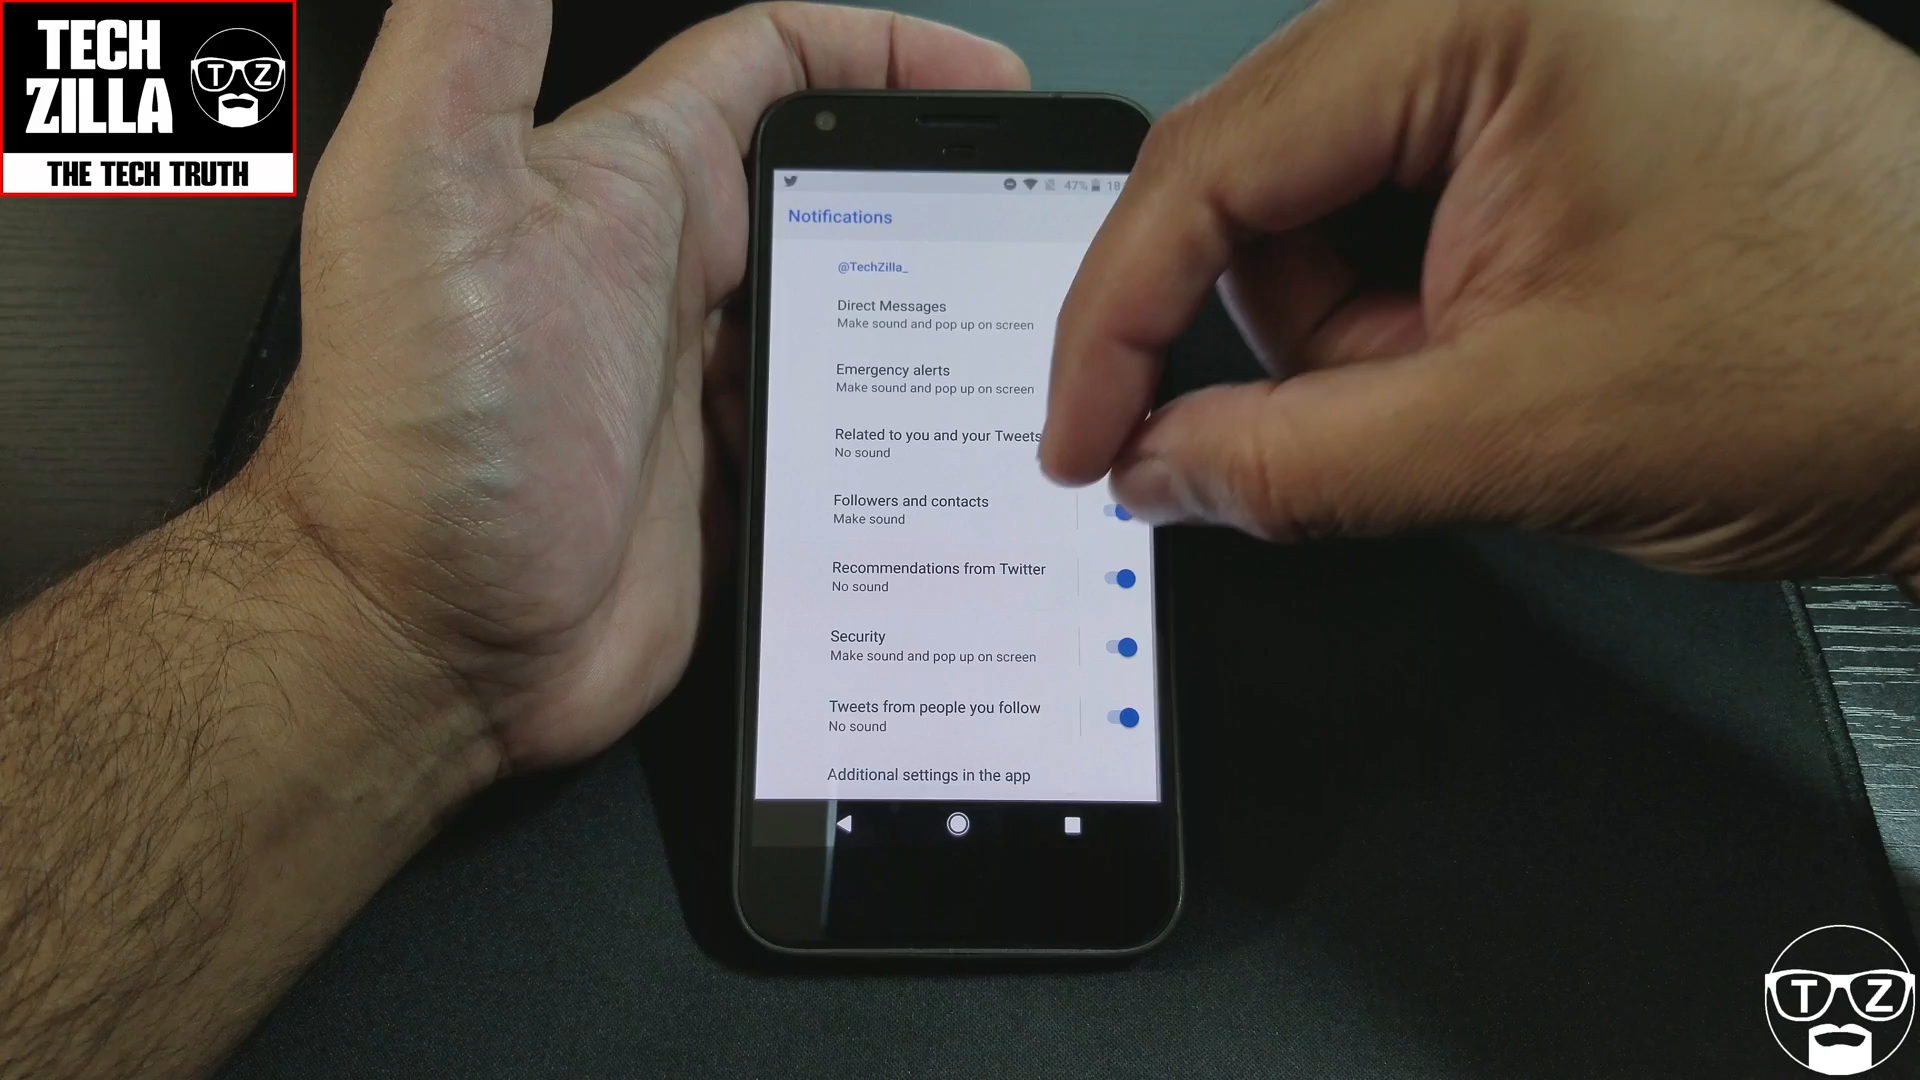 TECH
ZILLA
T Z
THE TECH TRUTH
47% 18
Notifications
@TechZilla_
Direct Messages
Make sound and pop up on screen
Emergency alerts
Make sound and pop up on screen
Related to you and your Tweets
No sound
Followers and contacts
Make sound
Recommendations from Twitter
No sound
Security
Make sound and pop up on screen
Tweets from people you follow
No sound
Additional settings in the app
T Z